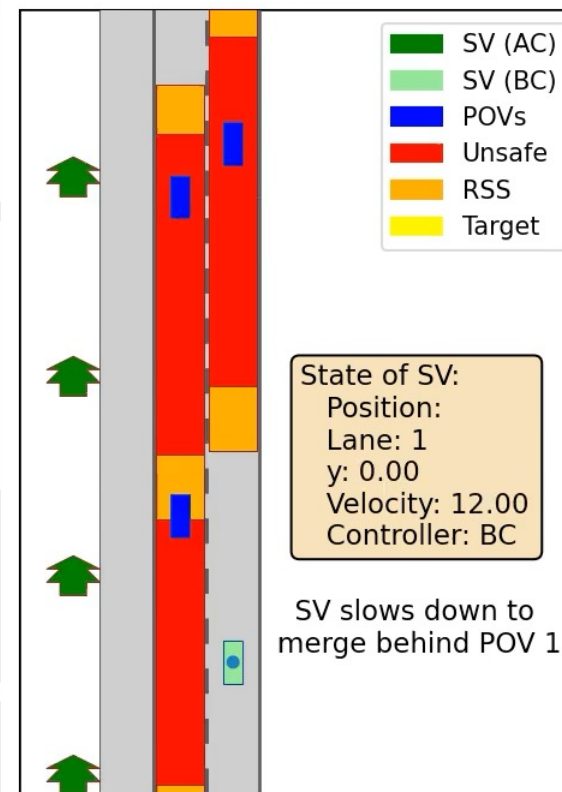 SV (AC)
SV (BC)
POVs
Unsafe
RSS
Target
State of SV:
Position:
Lane: 1
y: 0.00
Velocity: 12.00
Controller: BC
SV slows down to
merge behind POV 1